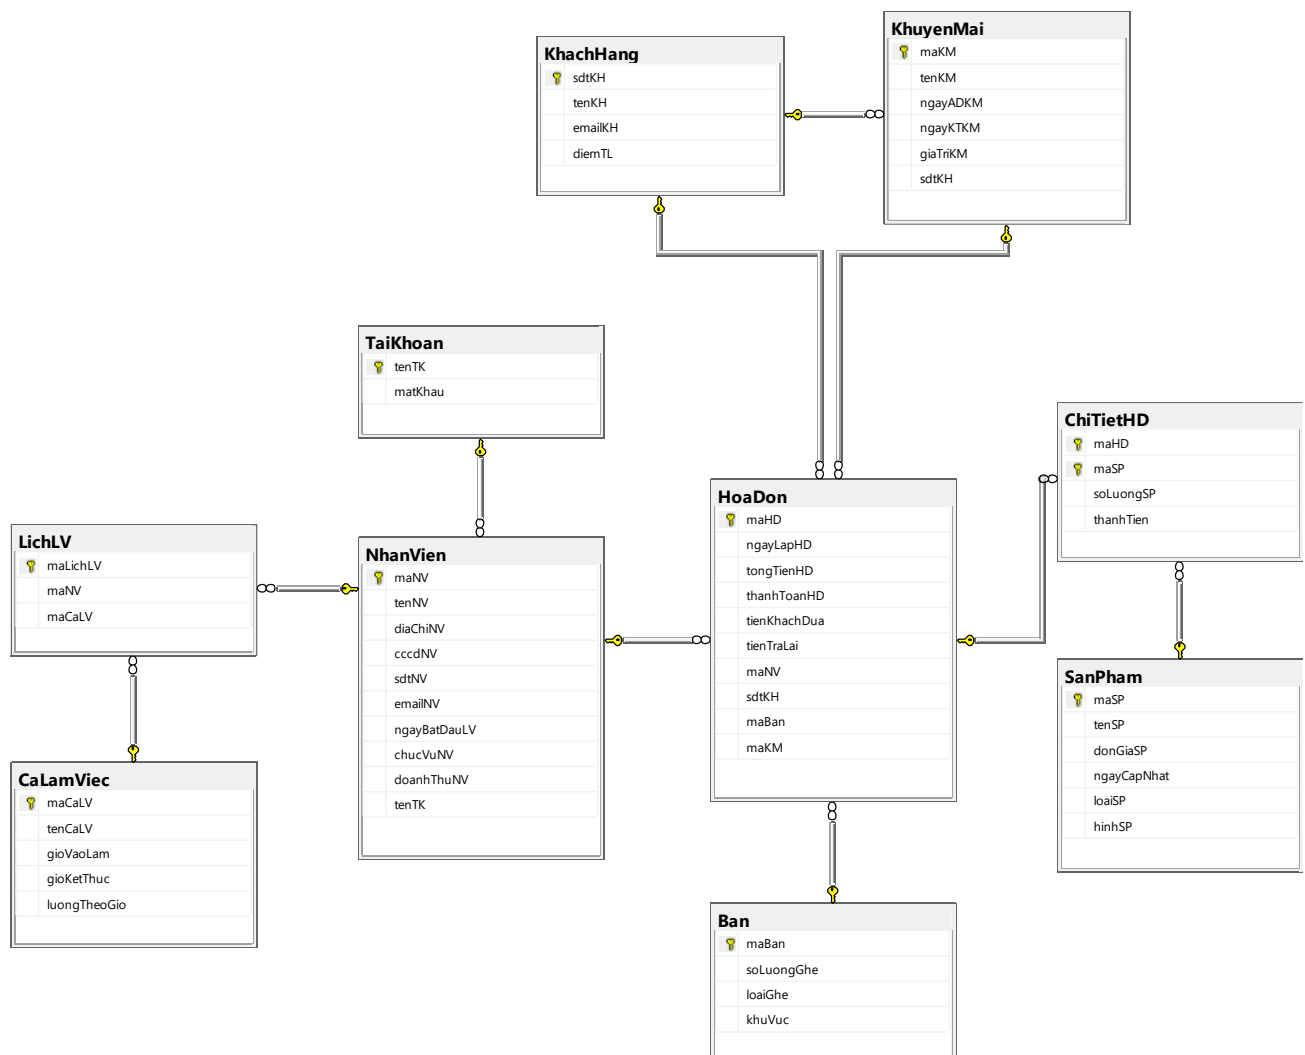 KhachHang
sdtKH
tenKH
emailKH
diemTL
KhuyenMai
maKM
tenKM
ngayADKM
ngayKTKM
giaTriKM
sdtKH
TaiKhoan
tenTK
matKhau
ChiTietHD
maHD
maSP
soLuongSP
thanhTien
HoaDon
maHD
ngayLapHD
tongTienHD
thanhToanHD
tienKhachDua
tienTraLai
maNV
sdtKH
maBan
maKM
LichLV
maLichLV
maNV
maCaLV
NhanVien
maNV
tenNV
diaChiNV
cccdNV
sdtNV
emailNV
ngayBatDauLV
chucVuNV
doanhThuNV
tenTK
SanPham
maSP
tenSP
donGiaSP
ngayCapNhat
loaiSP
hinhSP
CaLamViec
maCaLV
tenCaLV
gioVaoLam
gioKetThuc
luongTheoGio
Ban
maBan
soLuongGhe
loaiGhe
khuVuc